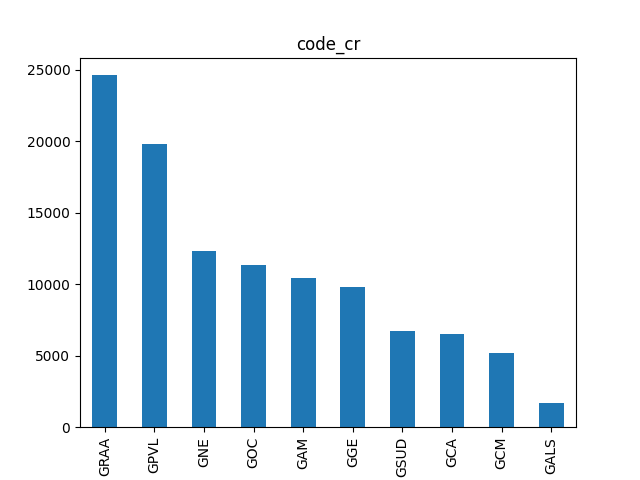 code_cr
25000
20000
15000
10000
5000
0
GRAA
GPVL
GNE
GOC
GAM
GGE
GSUD
GCA
GCM
GALS